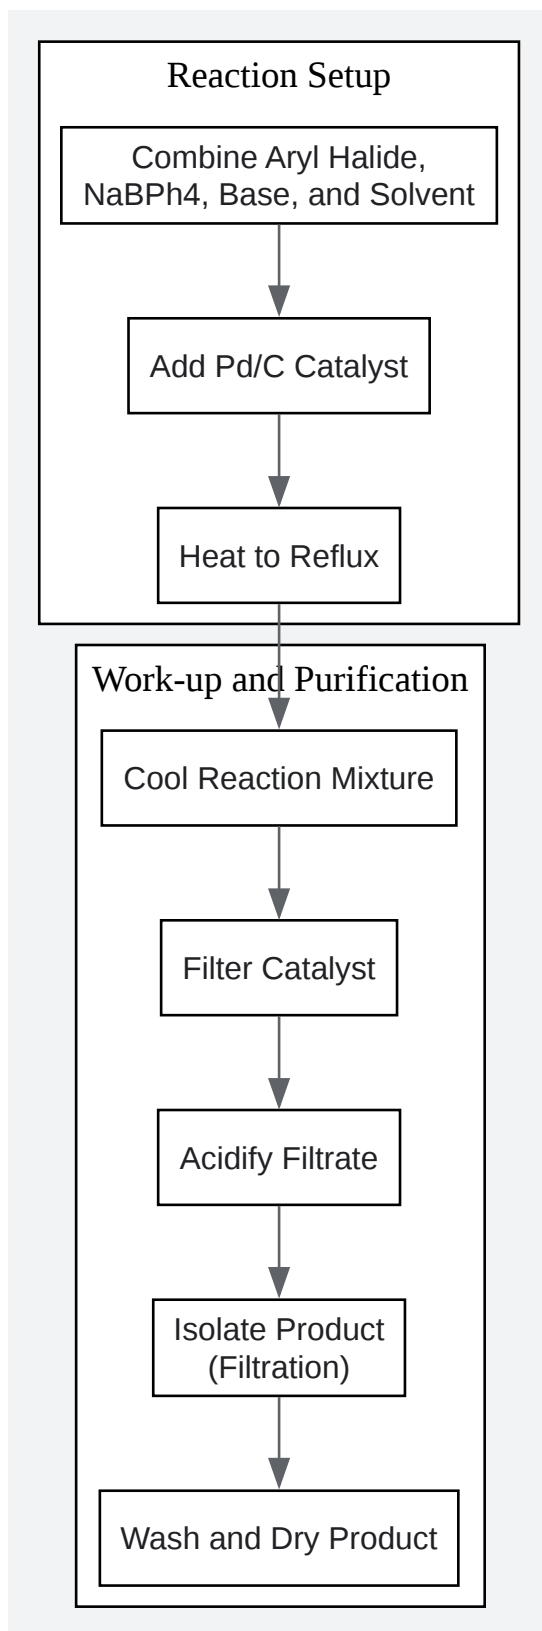 Reaction Setup
Combine Aryl Halide,
NaBPh4, Base, and Solvent
Add Pd/C Catalyst
Heat to Reflux
Work-up and Purification
Cool Reaction Mixture
Filter Catalyst
Acidify Filtrate
Isolate Product
(Filtration)
Wash and Dry Product